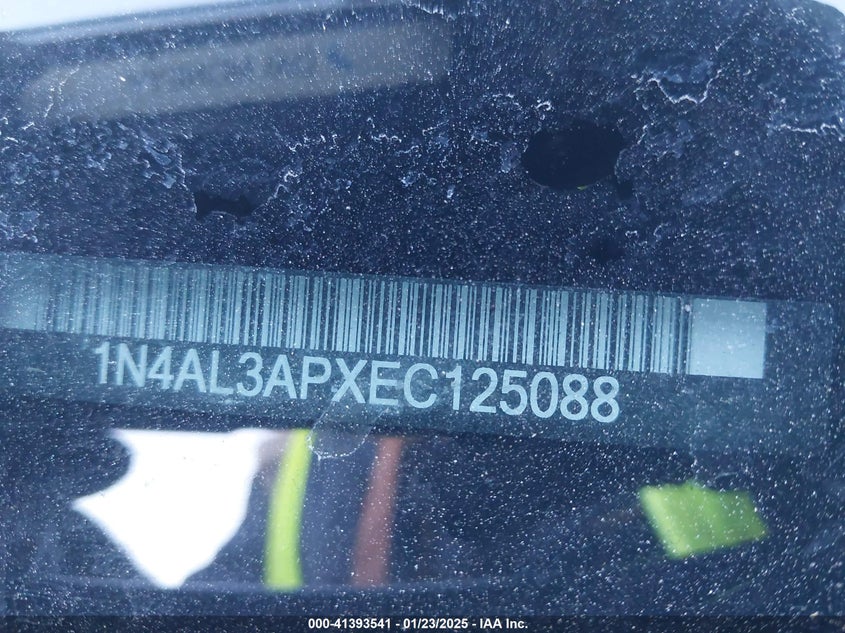 1N4AL3APXEC125088
000-41393541 - 01/23/2025 - IAA Inc.